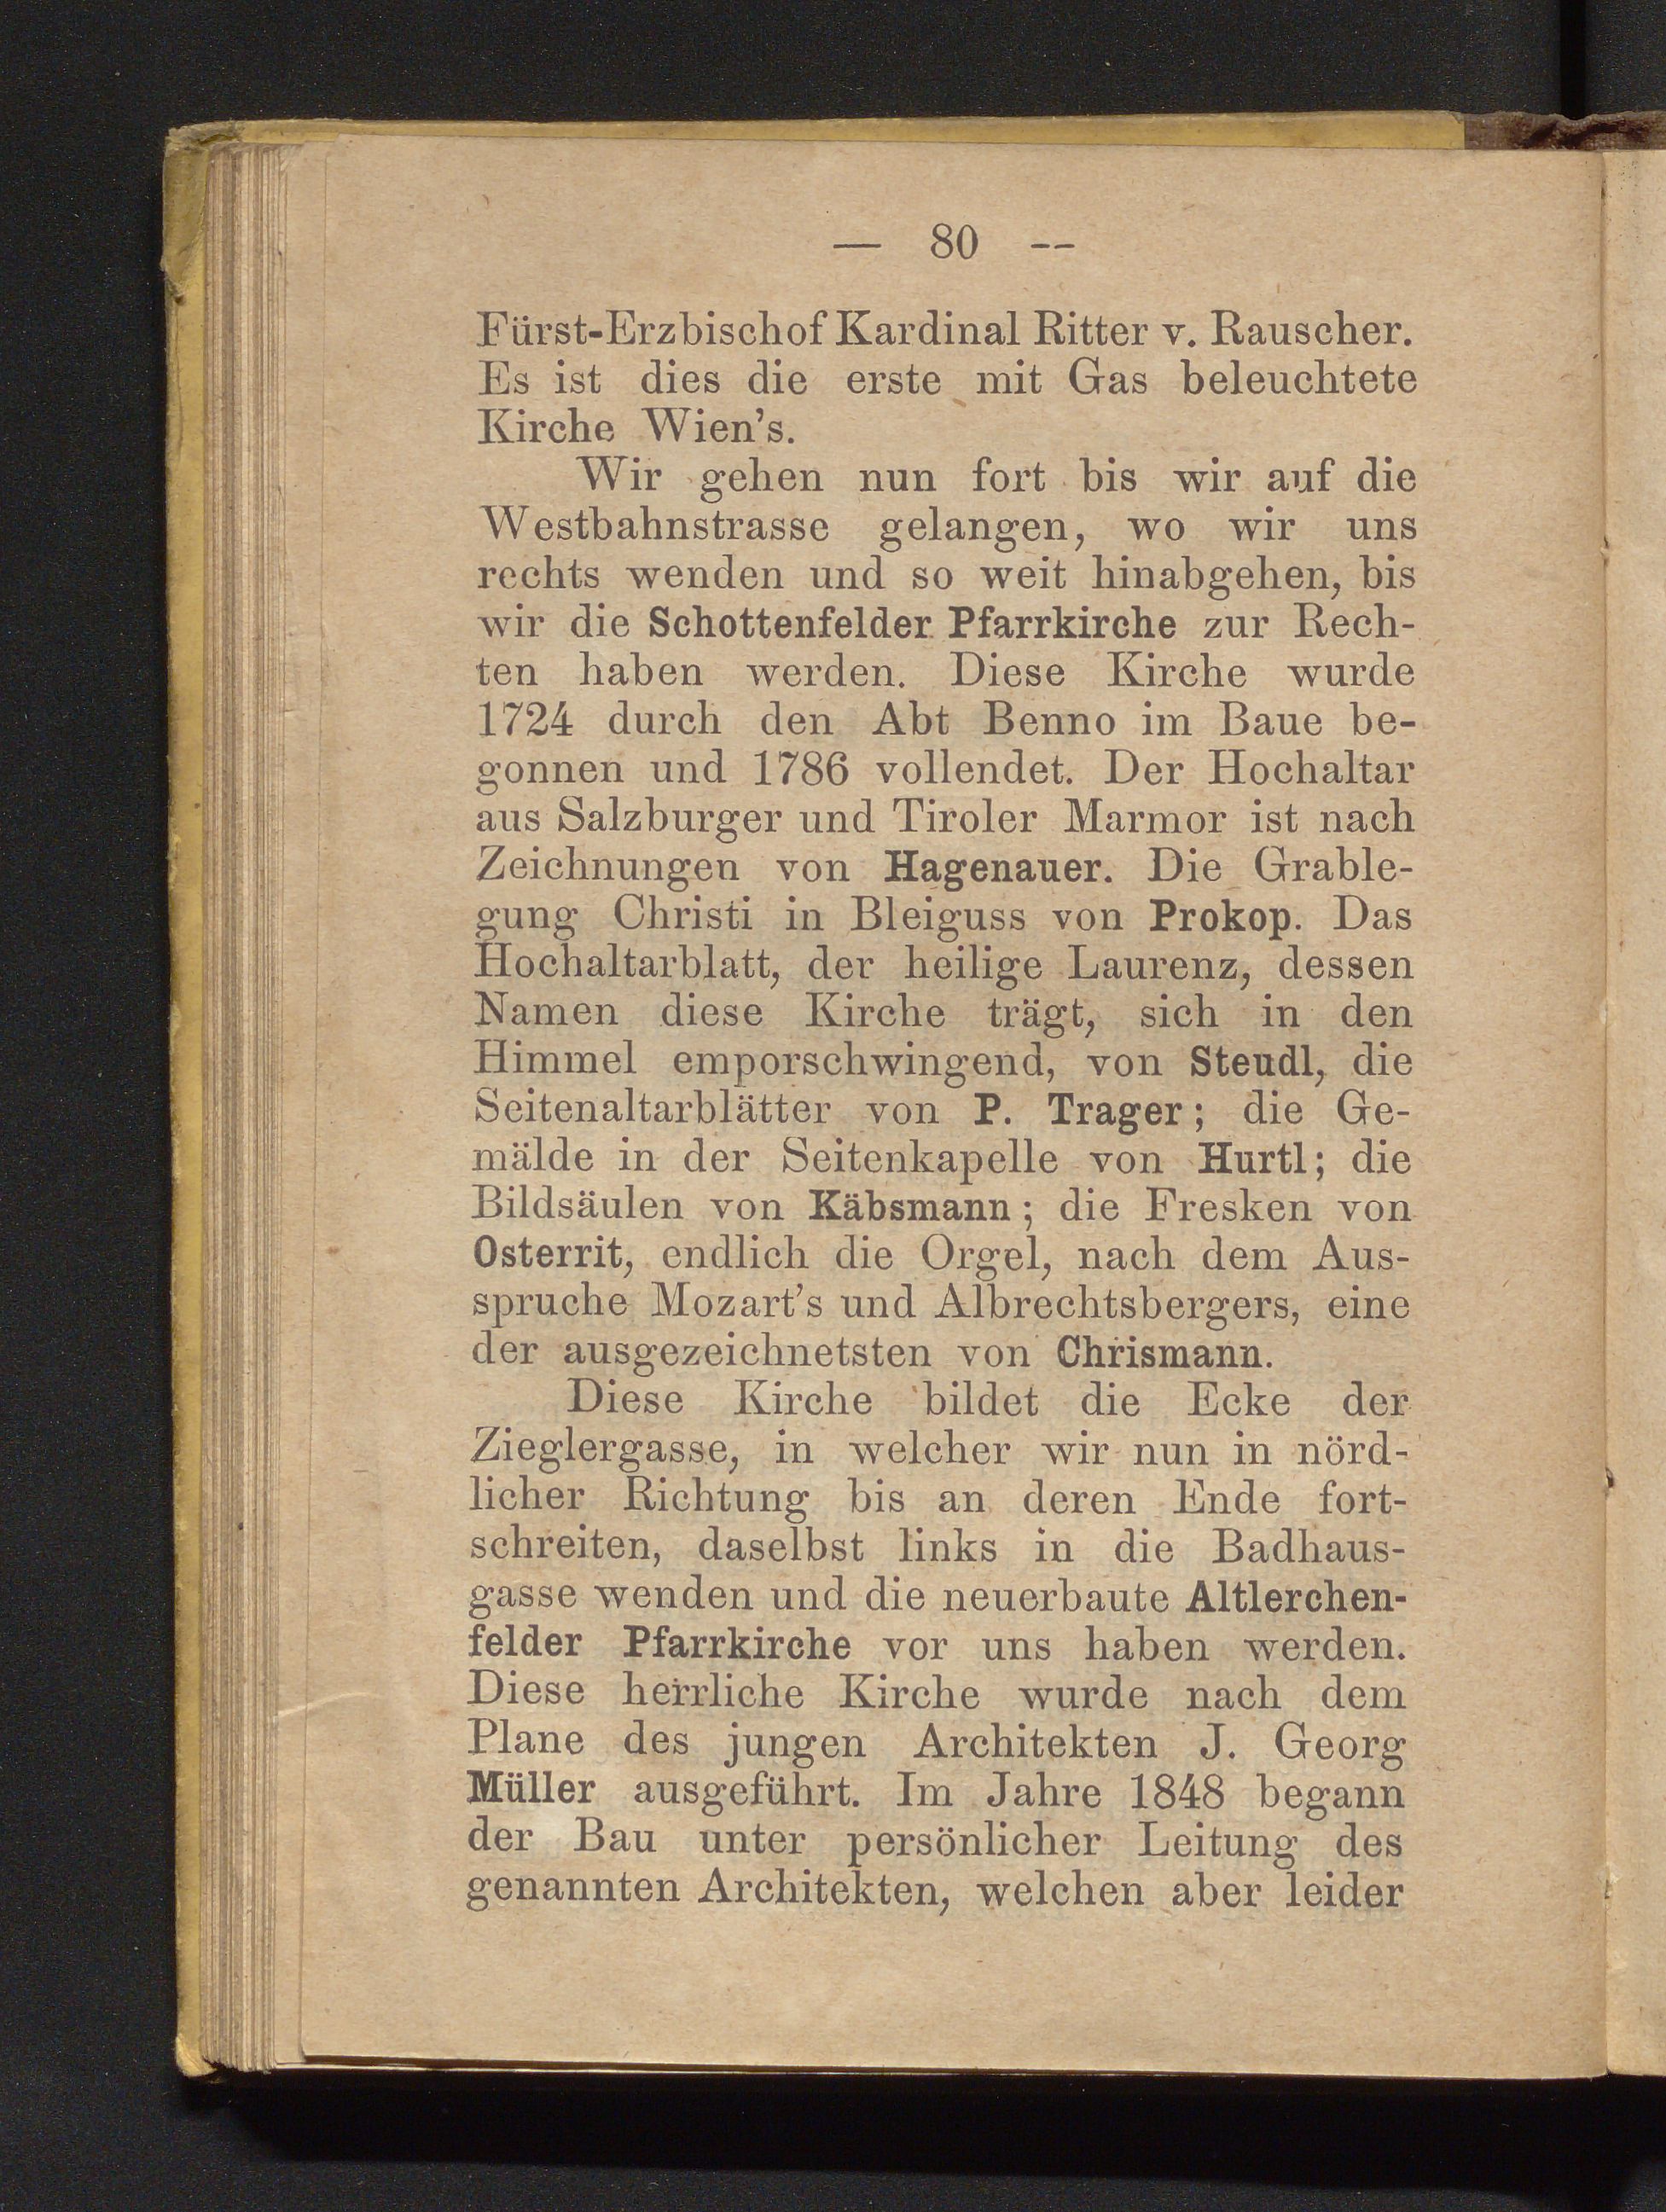 — 80 --
Fürst-Erzbischof Kardinal Ritter v. Rauscher.
Es ist dies die erste mit Gas beleuchtete
Kirche Wien's.
Wir gehen nun fort bis wir auf die
Westbahnstrasse gelangen, wo wir uns
rechts wenden und so weit hinabgehen, bis
wir die Schottenfelder Pfarrkirche zur Rech-
ten haben werden. Diese Kirche wurde
1724 durch den Abt Benno im Baue be-
gonnen und 1786 vollendet. Der Hochaltar
aus Salzburger und Tiroler Marmor ist nach
Zeichnungen von Hagenauer. Die Grable-
gung Christi in Bleiguss von Prokop. Das
Hochaltarblatt, der heilige Laurenz, dessen
Namen diese Kirche trägt, sich in den
Himmel emporschwingend, von Steudl, die
Seitenaltarblätter von P. Trager; die Ge-
mälde in der Seitenkapelle von Hurtl; die
Bildsäulen von Käbsmann; die Fresken von
Osterrit, endlich die Orgel, nach dem Aus-
spruche Mozart's und Albrechtsbergers, eine
der ausgezeichnetsten von Chrismann.
Diese Kirche bildet die Ecke der
Zieglergasse, in welcher wir nun in nörd-
licher Richtung bis an deren Ende fort-
schreiten, daselbst links in die Badhaus-
gasse wenden und die neuerbaute Altlerchen-
felder Pfarrkirche vor uns haben werden.
Diese herrliche Kirche wurde nach dem
Plane des jungen Architekten J. Georg
Müller ausgeführt. Im Jahre 1848 begann
der Bau unter persönlicher Leitung des
genannten Architekten, welchen aber leider